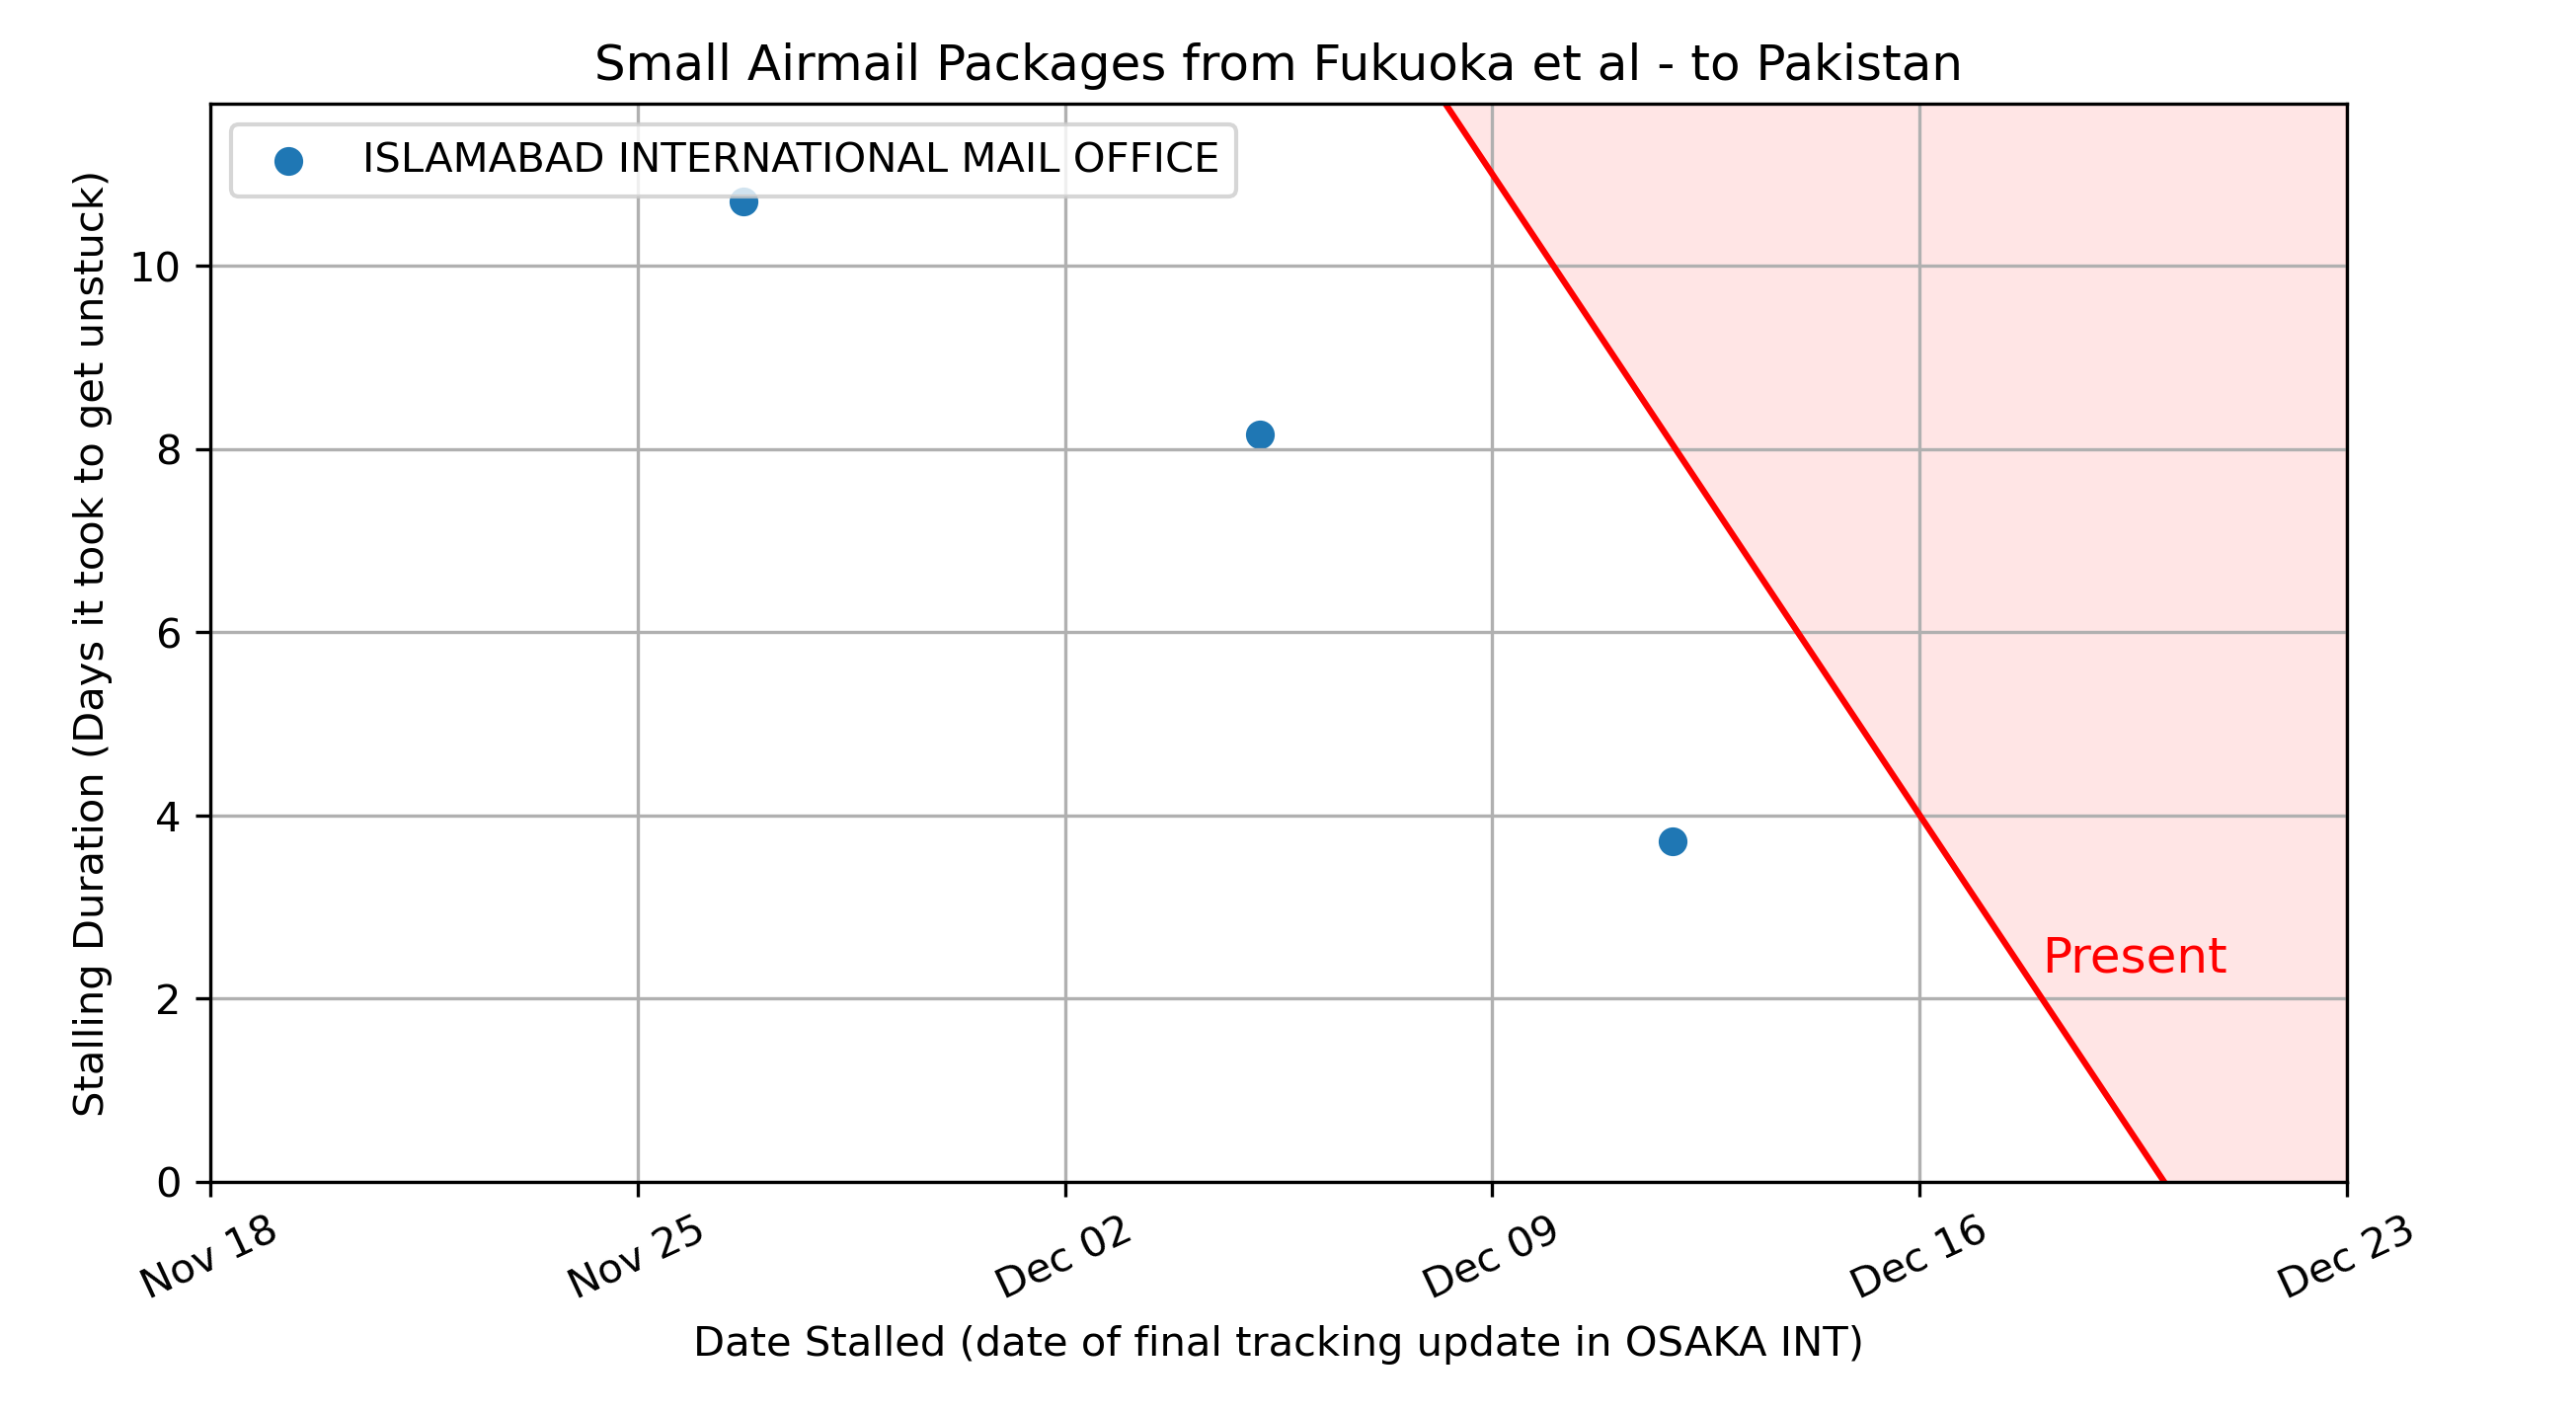 Small Airmail Packages from Fukuoka et al - to Pakistan
ISLAMABAD INTERNATIONAL MAIL OFFICE
Stalling Duration (Days it took to get unstuck)
10
8
6
4
2
0
Present
Nov 18
Nov 25
Dec 02
Dec 09
Dec 16
Dec 23
Date Stalled (date of final tracking update in OSAKA INT)